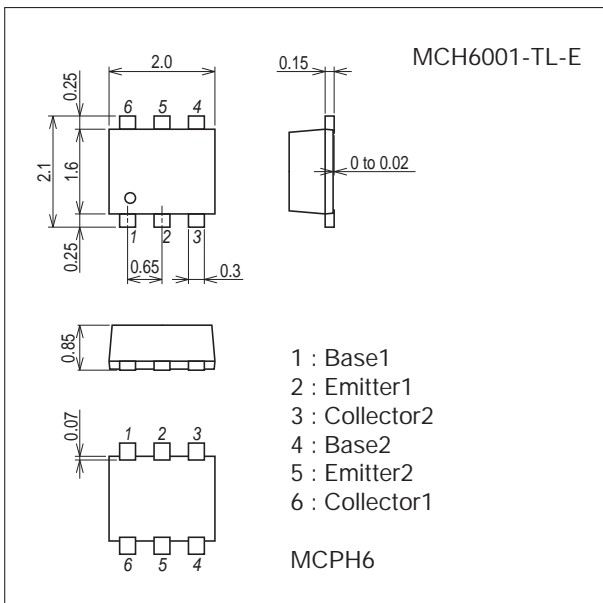 MCH6001-TL-E
2.0
0.15
0.25
6 5 4
2.1
1.6
0 to 0.02
1 2 3
0.25
0.65
0.3
0.85
1 : Base1
2 : Emitter1
3 : Collector2
4 : Base2
5 : Emitter2
6 : Collector1
0.07
1 2 3
6 5 4
MCPH6